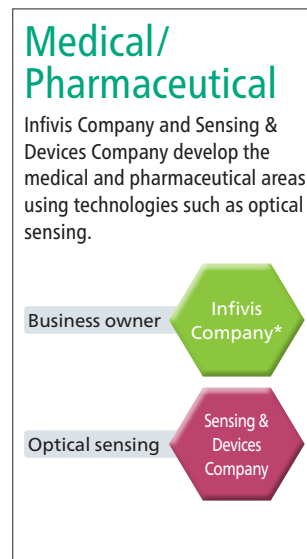 Medical/
Pharmaceutical
Infivis Company and Sensing &
Devices Company develop the
medical and pharmaceutical areas
using technologies such as optical
sensing.
Business owner
Infivis
Company*
Optical sensing
Sensing &
Devices
Company